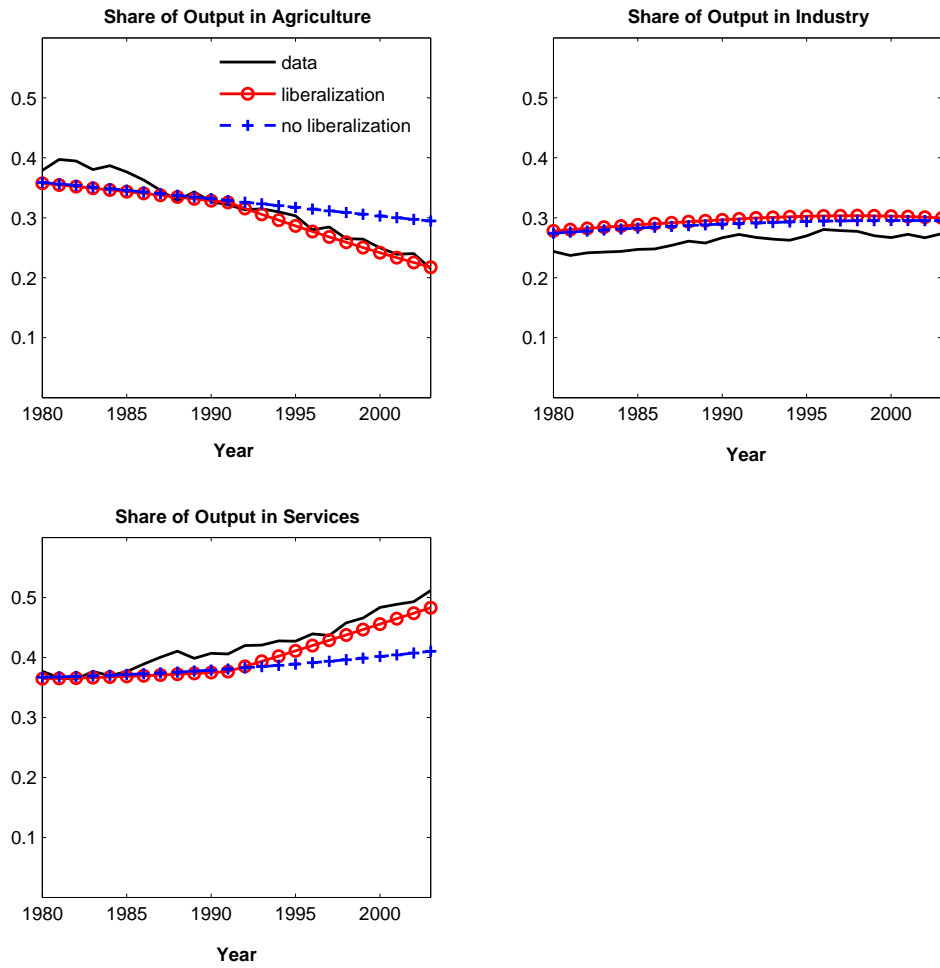 Share of Output in Agriculture
data
liberalization
no liberalization
0.5
0.4
0.3
0.2
0.1
1980 1985 1990 1995 2000
Year
Share of Output in Industry
0.5
0.4
0.3
0.2
0.1
1980 1985 1990 1995 2000
Year
Share of Output in Services
0.5
0.4
0.3
0.2
0.1
1980 1985 1990 1995 2000
Year